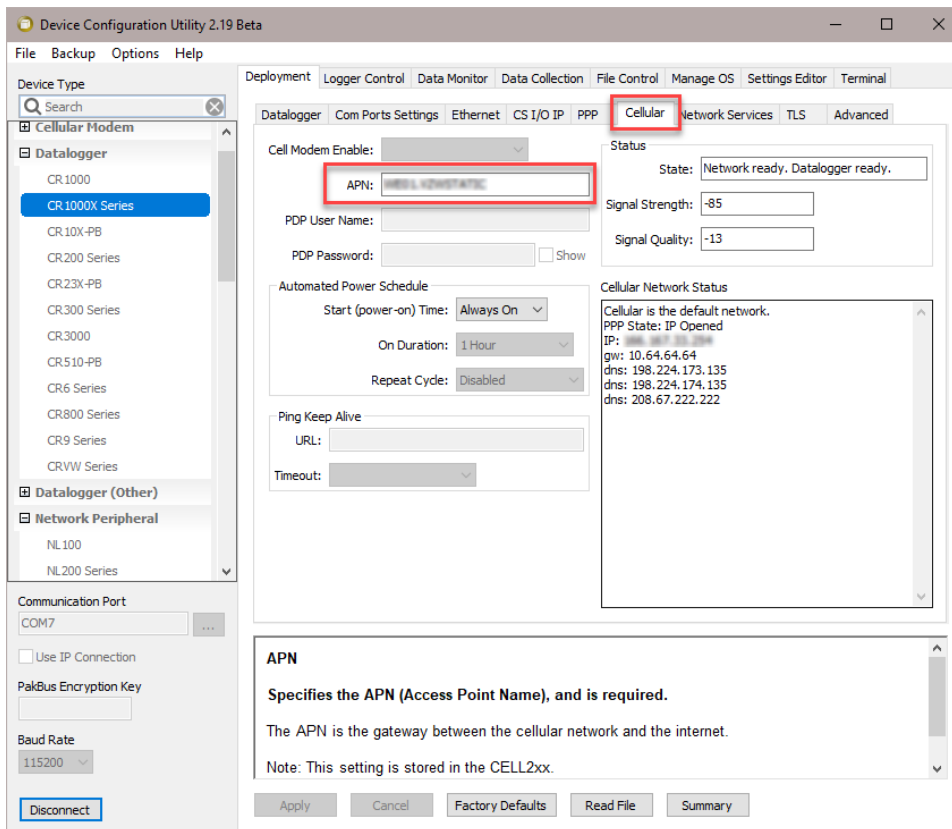 Device Configuration Utility 2.19 Beta
File Backup Options Help
Device Type
Search
Cellular Modem
Datalogger
CR1000
CR1000X Series
CR10X-PB
CR200 Series
CR23X-PB
CR300 Series
CR3000
CR510-PB
CR6 Series
CR800 Series
CR9 Series
CRVW Series
Datalogger (Other)
Network Peripheral
NL100
NL200 Series
Communication Port
COM7
...
Use IP Connection
PakBus Encryption Key
Baud Rate
115200
Disconnect
Deployment Logger Control Data Monitor Data Collection File Control Manage OS Settings Editor Terminal
Datalogger Com Ports Settings Ethernet CS I/O IP PPP Cellular Network Services TLS Advanced
Cell Modem Enable:
APN:
PDP User Name:
PDP Password:
Show
Automated Power Schedule
Start (power-on) Time: Always On
On Duration: 1 Hour
Repeat Cycle: Disabled
Ping Keep Alive
URL:
Timeout:
Status
State: Network ready. Datalogger ready.
Signal Strength: -85
Signal Quality: -13
Cellular Network Status
Cellular is the default network.
PPP State: IP Opened
IP:
gw: 10.64.64.64
dns: 198.224.173.135
dns: 198.224.174.135
dns: 208.67.222.222
APN
Specifies the APN (Access Point Name), and is required.
The APN is the gateway between the cellular network and the internet.
Note: This setting is stored in the CELL2xx.
Apply Cancel Factory Defaults Read File Summary